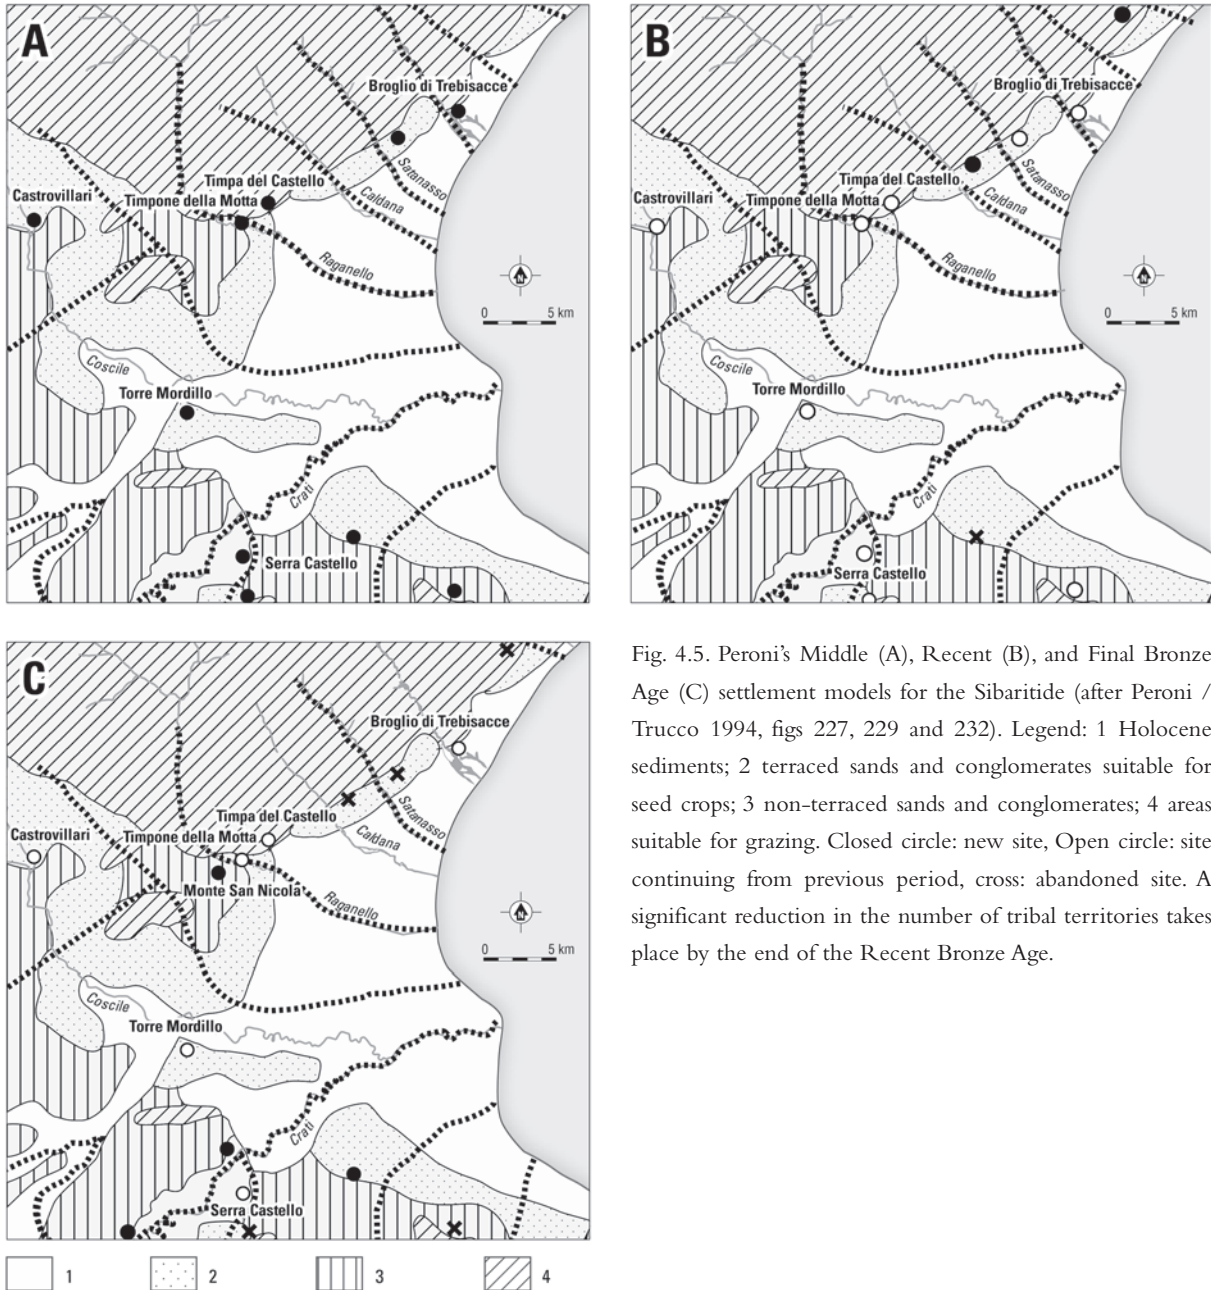 A
Broglio di Trebisacce
Satanasso
Timpa del Castello
Caldana
Castrovillari
Timpone della Motta
Raganello
N
0 5 km
Coscile
Torre Mordillo
Crati
Serra Castello
B
Broglio di Trebisacce
Satanasso
Timpa del Castello
Caldana
Castrovillari
Timpone della Motta
Raganello
N
0 5 km
Coscile
Torre Mordillo
Crati
Serra Castello
C
Broglio di Trebisacce
Satanasso
Timpa del Castello
Caldana
Castrovillari
Timpone della Motta
Monte San Nicola
Raganello
N
0 5 km
Coscile
Torre Mordillo
Crati
Serra Castello
1 2 3 4
Fig. 4.5. Peroni's Middle (A), Recent (B), and Final Bronze
Age (C) settlement models for the Sibaritide (after Peroni /
Trucco 1994, figs 227, 229 and 232). Legend: 1 Holocene
sediments; 2 terraced sands and conglomerates suitable for
seed crops; 3 non-terraced sands and conglomerates; 4 areas
suitable for grazing. Closed circle: new site, Open circle: site
continuing from previous period, cross: abandoned site. A
significant reduction in the number of tribal territories takes
place by the end of the Recent Bronze Age.